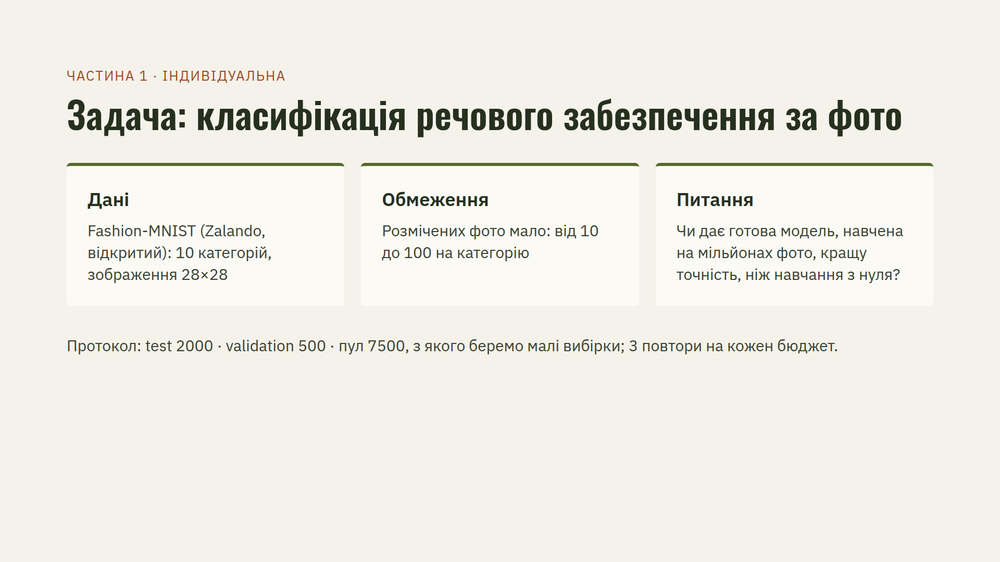 ЧАСТИНА 1 · ІНДИВІДУАЛЬНА
Задача: класифікація речового забезпечення за фото
Дані
Fashion-MNIST (Zalando,
відкритий): 10 категорій,
зображення 28×28
Обмеження
Розмічених фото мало: від 10
до 100 на категорію
Питання
Чи дає готова модель, навчена
на мільйонах фото, кращу
точність, ніж навчання з нуля?
Протокол: test 2000 · validation 500 · пул 7500, з якого беремо малі вибірки; 3 повтори на кожен бюджет.